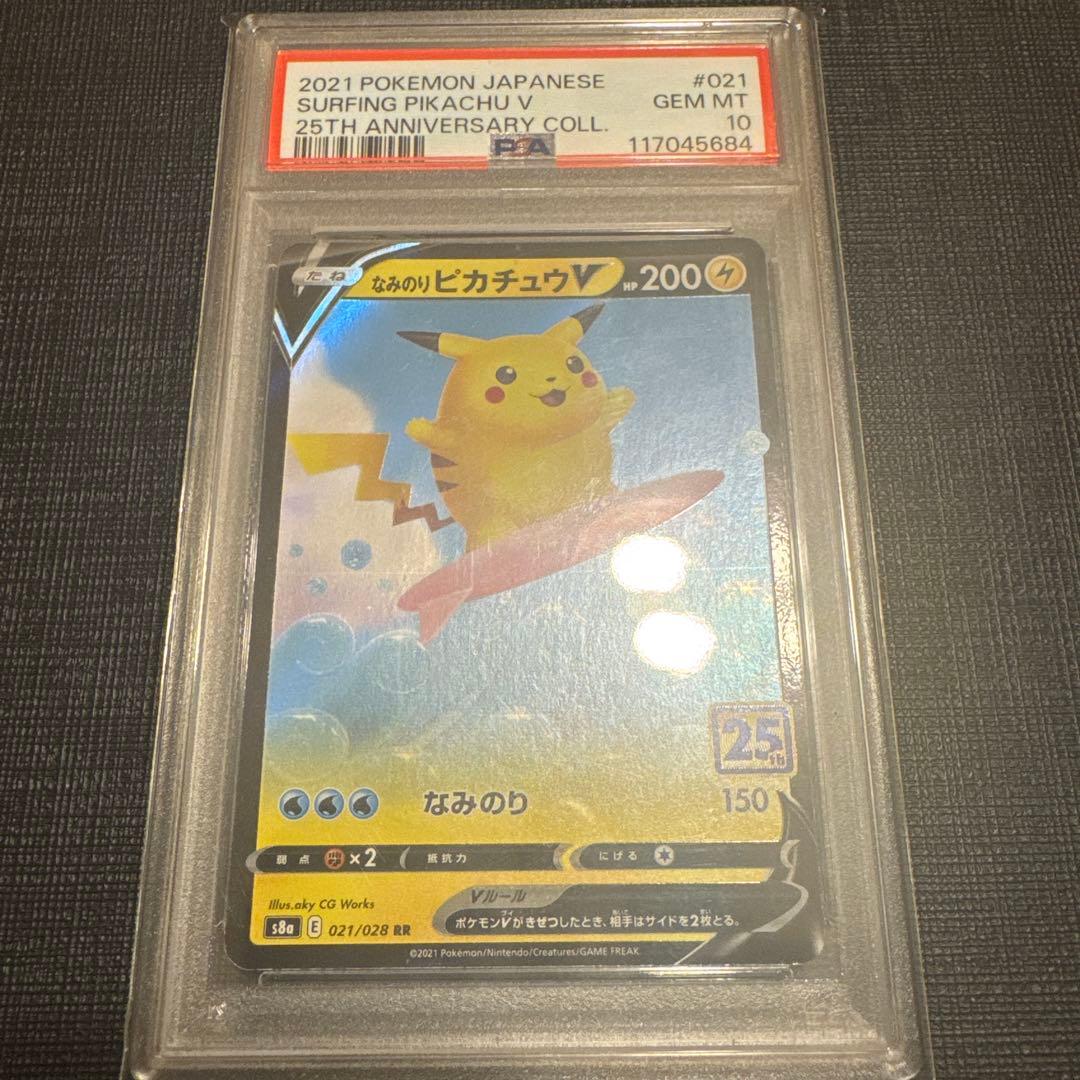 2021 POKEMON JAPANESE #021
SURFING PIKACHU V GEM MT
25TH ANNIVERSARY COLL. 10
PSA 117045684
たね なみのり ピカチュウV HP 200
25th
なみのり 150
弱点 ×2 抵抗力 にげる
Vルール
Illus.aky CG Works
ポケモンVがきぜつしたとき、相手はサイドを2枚とる。
s8a E 021/028 RR
©2021 Pokémon/Nintendo/Creatures/GAME FREAK